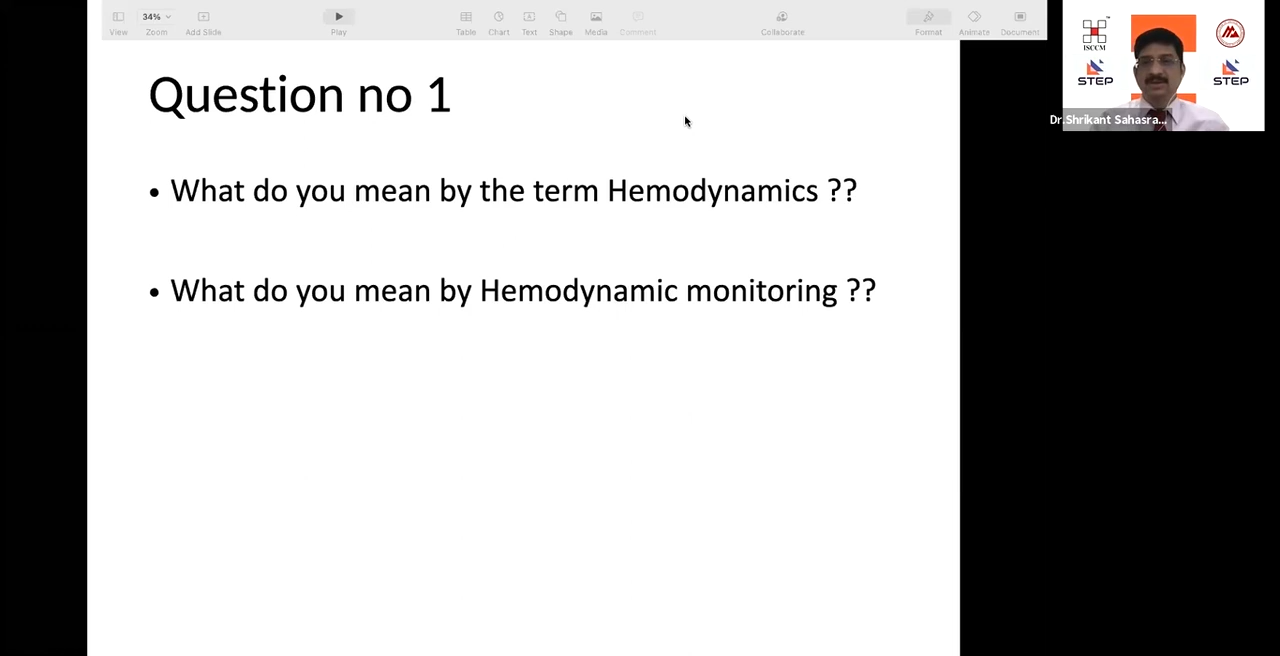 34%
View
Zoom
Add Slide
Play
Table
Chart
Text
Shape
Media
Comment
Collaborate
Format
Animate
Document
Question no 1
• What do you mean by the term Hemodynamics ??
• What do you mean by Hemodynamic monitoring ??
ISCCM
STEP
STEP
Dr.Shrikant Sahasra...